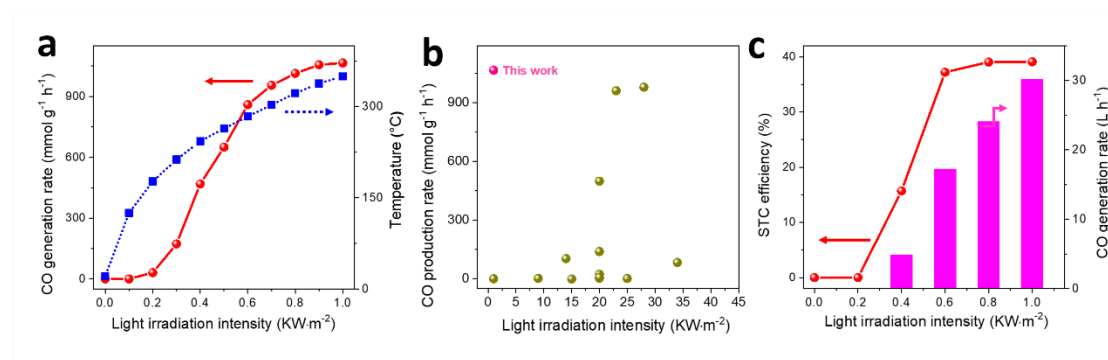 a
CO generation rate (mmol g⁻¹ h⁻¹)
900
600
300
0
300
150
0
Temperature (°C)
0.0 0.2 0.4 0.6 0.8 1.0
Light irradiation intensity (KW·m⁻²)
b
CO production rate (mmol g⁻¹ h⁻¹)
This work
900
600
300
0
0 5 10 15 20 25 30 35 40 45
Light irradiation intensity (KW·m⁻²)
c
STC efficiency (%)
40
30
20
10
0
30
20
10
0
CO generation rate (L h⁻¹)
0.0 0.2 0.4 0.6 0.8 1.0
Light irradiation intensity (KW·m⁻²)